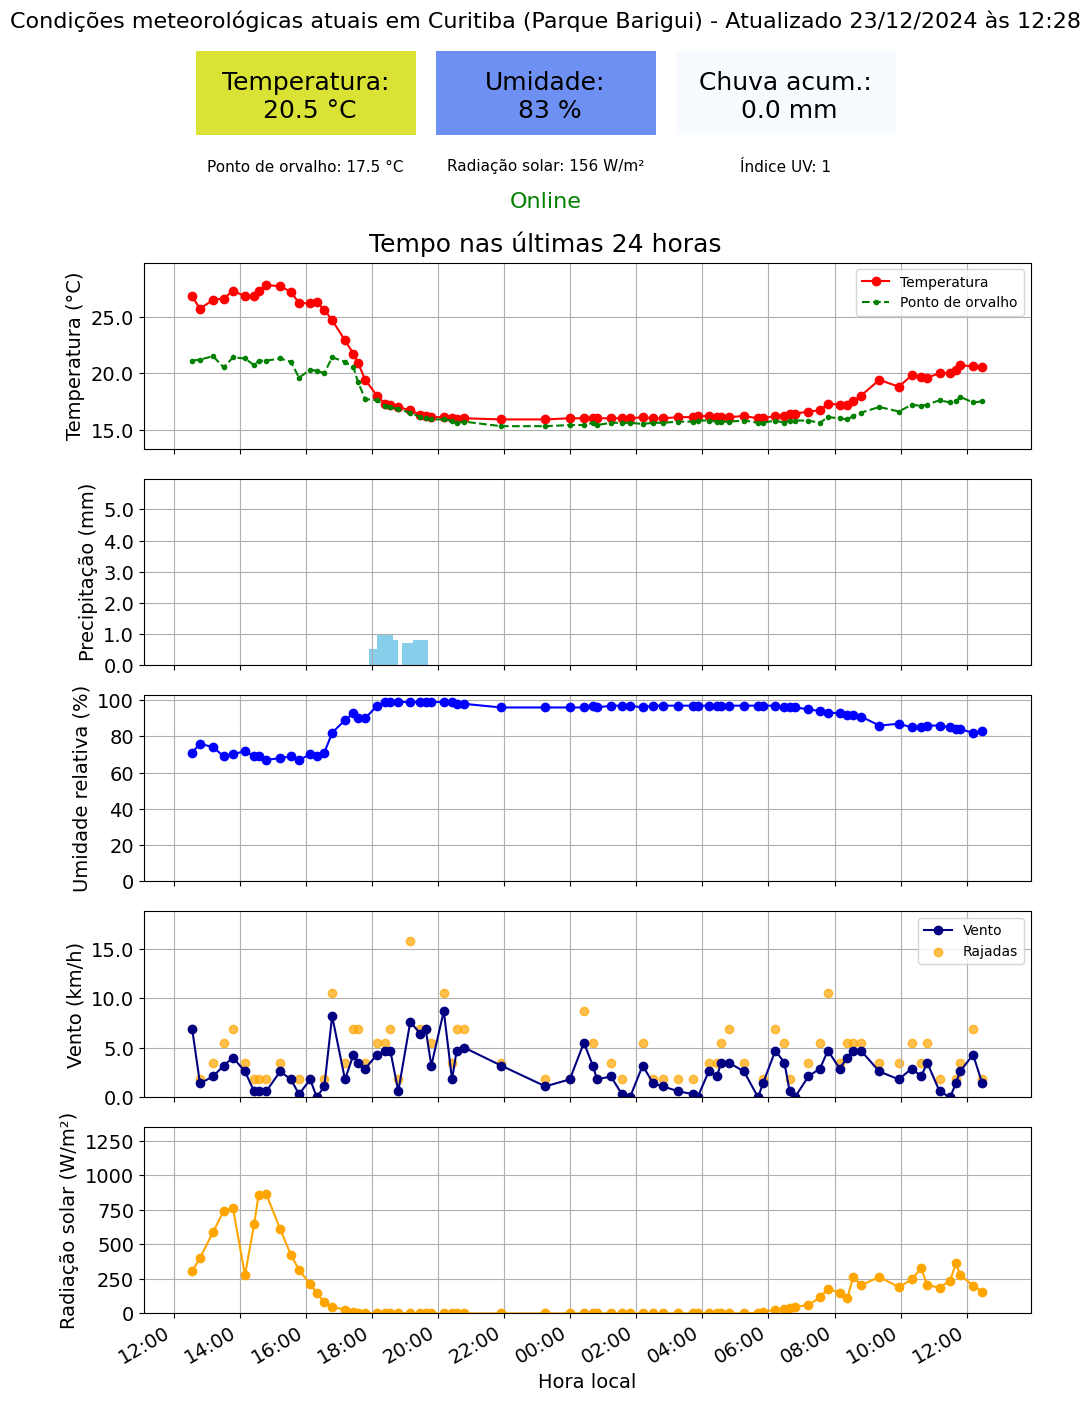 Condições meteorológicas atuais em Curitiba (Parque Barigui) - Atualizado 23/12/2024 às 12:28
Temperatura:
20.5 °C
Umidade:
83 %
Chuva acum.:
0.0 mm
Ponto de orvalho: 17.5 °C
Radiação solar: 156 W/m²
Índice UV: 1
Online
Tempo nas últimas 24 horas
Temperatura (°C)
25.0
20.0
15.0
Temperatura
Ponto de orvalho
Precipitação (mm)
5.0
4.0
3.0
2.0
1.0
0.0
Umidade relativa (%)
100
80
60
40
20
0
Vento (km/h)
15.0
10.0
5.0
0.0
Vento
Rajadas
Radiação solar (W/m²)
1250
1000
750
500
250
0
12:00
14:00
16:00
18:00
20:00
22:00
00:00
02:00
04:00
06:00
08:00
10:00
12:00
Hora local